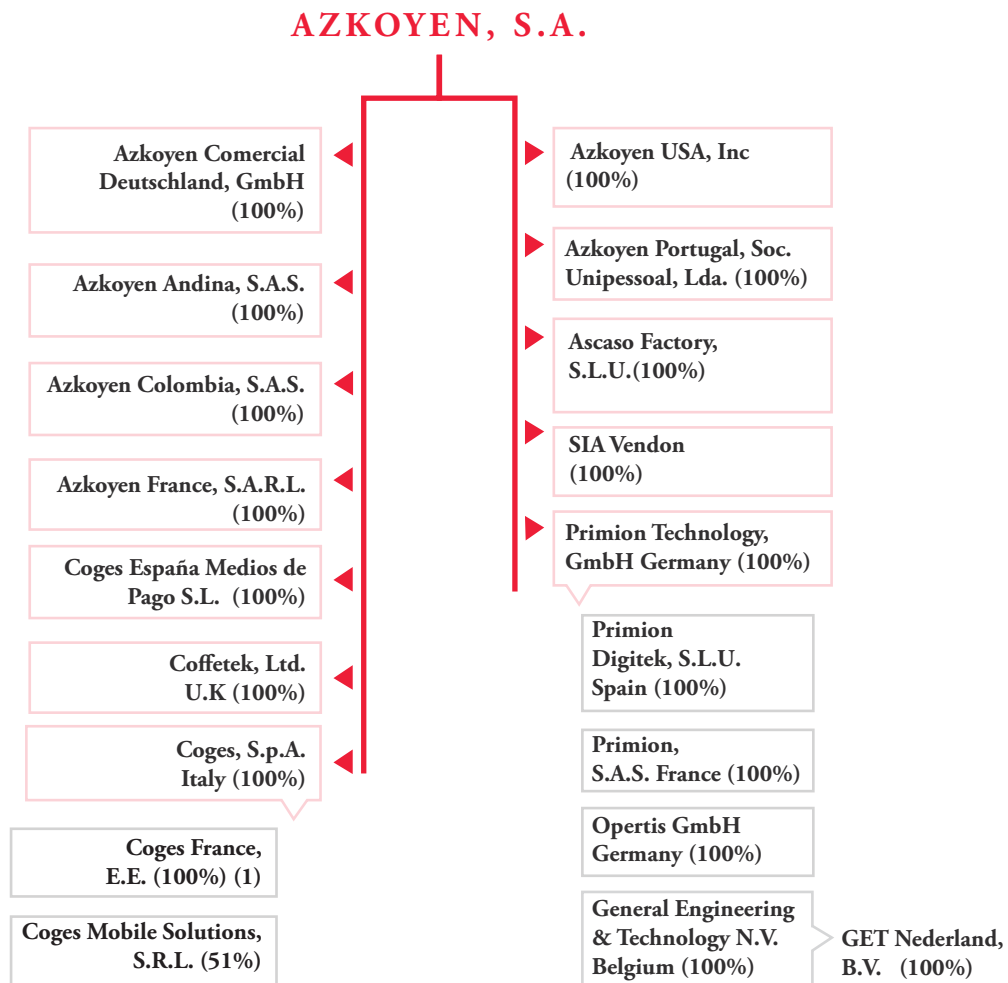 AZKOYEN, S.A.
Azkoyen Comercial
Deutschland, GmbH
(100%)
Azkoyen Andina, S.A.S.
(100%)
Azkoyen Colombia, S.A.S.
(100%)
Azkoyen France, S.A.R.L.
(100%)
Coges España Medios de
Pago S.L. (100%)
Coffetek, Ltd.
U.K (100%)
Coges, S.p.A.
Italy (100%)
Coges France,
E.E. (100%) (1)
Coges Mobile Solutions,
S.R.L. (51%)
Azkoyen USA, Inc
(100%)
Azkoyen Portugal, Soc.
Unipessoal, Lda. (100%)
Ascaso Factory,
S.L.U.(100%)
SIA Vendon
(100%)
Primion Technology,
GmbH Germany (100%)
Primion
Digitek, S.L.U.
Spain (100%)
Primion,
S.A.S. France (100%)
Opertis GmbH
Germany (100%)
General Engineering
& Technology N.V.
Belgium (100%)
GET Nederland,
B.V. (100%)